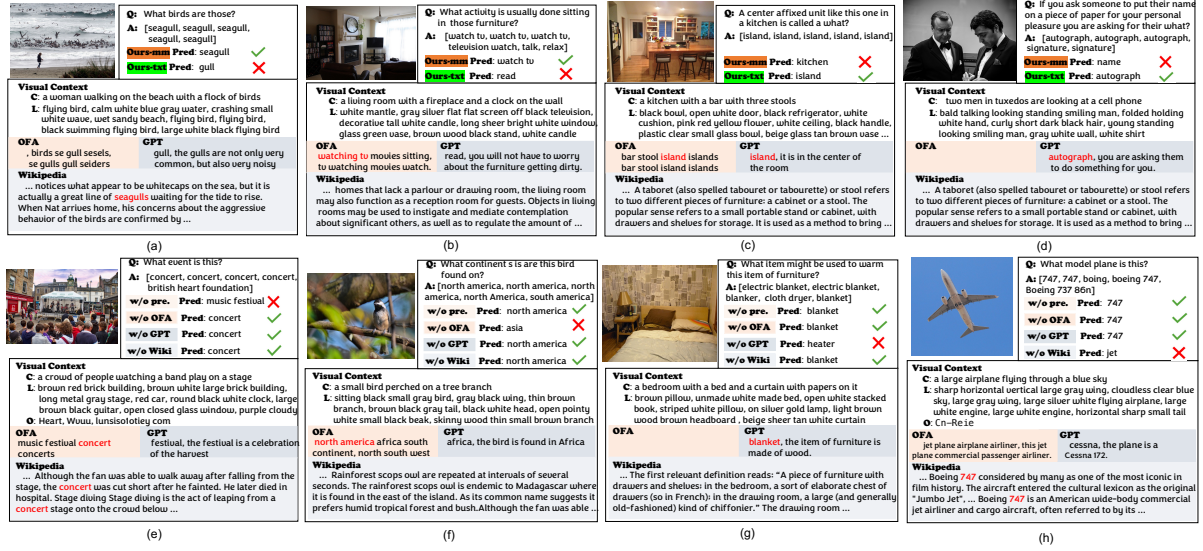 Q: What birds are those?
A: [seagull, seagull, seagull,
seagull, seagull]
Ours-mm Pred: seagull
Ours-txt Pred: gull
Visual Context
C: a woman walking on the beach with a flock of birds
L: flying bird, calm white blue gray water, crashing small
white wave, wet sandy beach, flying bird, flying bird,
black swimming flying bird, large white black flying bird
OFA
, birds se gull sesels,
se gulls gull seiders
GPT
gull, the gulls are not only very
common, but also very noisy
Wikipedia
... notices what appear to be whitecaps on the sea, but it is
actually a great line of seagulls waiting for the tide to rise.
When Nat arrives home, his concerns about the aggressive
behavior of the birds are confirmed by ...
(a)
Q: What activity is usually done sitting
in those furniture?
A: [watch tv, watch tv, watch tv,
television watch, talk, relax]
Ours-mm Pred: watch tv
Ours-txt Pred: read
Visual Context
C: a living room with a fireplace and a clock on the wall
L: white mantle, gray silver flat flat screen off black television,
decorative tall white candle, long sheer bright white window,
glass green vase, brown wood black stand, white candle
OFA
watching tv movies sitting,
tv watching movies watch.
GPT
read, you will not have to worry
about the furniture getting dirty.
Wikipedia
... homes that lack a parlour or drawing room, the living room
may also function as a reception room for guests. Objects in living
rooms may be used to instigate and mediate contemplation
about significant others, as well as to regulate the amount of ...
(b)
Q: A center affixed unit like this one in
a kitchen is called a what?
A: [island, island, island, island, island]
Ours-mm Pred: kitchen
Ours-txt Pred: island
Visual Context
C: a kitchen with a bar with three stools
L: black bowl, open white door, black refrigerator, white
cushion, pink red yellow flower, white ceiling, black handle,
plastic clear small glass bowl, beige glass tan brown vase ...
OFA
bar stool island islands
bar stool island islands
GPT
island, it is in the center of
the room
Wikipedia
... A taboret (also spelled tabouret or tabourette) or stool refers
to two different pieces of furniture: a cabinet or a stool. The
popular sense refers to a small portable stand or cabinet, with
drawers and shelves for storage. It is used as a method to bring ...
(c)
Q: If you ask someone to put their name
on a piece of paper for your personal
pleasure you are asking for their what?
A: [autograph, autograph, autograph,
signature, signature]
Ours-mm Pred: name
Ours-txt Pred: autograph
Visual Context
C: two men in tuxedos are looking at a cell phone
L: bald talking looking standing smiling man, folded holding
white hand, curly short dark black hair, young standing
looking smiling man, gray white wall, white shirt
OFA
GPT
autograph, you are asking them
to do something for you.
Wikipedia
... A taboret (also spelled tabouret or tabourette) or stool refers
to two different pieces of furniture: a cabinet or a stool. The
popular sense refers to a small portable stand or cabinet, with
drawers and shelves for storage. It is used as a method to bring ...
(d)
Q: What event is this?
A: [concert, concert, concert, concert,
british heart foundation]
w/o pre. Pred: music festival
w/o OFA Pred: concert
w/o GPT Pred: concert
w/o Wiki Pred: concert
Visual Context
C: a crowd of people watching a band play on a stage
L: brown red brick building, brown white large brick building,
long metal gray stage, red car, round black white clock, large
brown black guitar, open closed glass window, purple cloudy
O: Heart, Wuuu, lunsisolotiey com
OFA
music festival concert
concerts
GPT
festival, the festival is a celebration
of the harvest
Wikipedia
... Although the fan was able to walk away after falling from the
stage, the concert was cut short after he fainted. He later died in
hospital. Stage diving Stage diving is the act of leaping from a
concert stage onto the crowd below ...
(e)
Q: What continent s is are this bird
found on?
A: [north america, north america, north
america, north America, south america]
w/o pre. Pred: north america
w/o OFA Pred: asia
w/o GPT Pred: north america
w/o Wiki Pred: north america
Visual Context
C: a small bird perched on a tree branch
L: sitting black small gray bird, gray black wing, thin brown
branch, brown black gray tail, black white head, open pointy
white small black beak, skinny wood thin small brown branch
OFA
north america africa south
continent, north south west
GPT
africa, the bird is found in Africa
Wikipedia
... Rainforest scops owl are repeated at intervals of several
seconds. The rainforest scops owl is endemic to Madagascar where
it is found in the east of the island. As its common name suggests it
prefers humid tropical forest and bush.Although the fan was able ...
(f)
Q: What item might be used to warm
this item of furniture?
A: [electric blanket, electric blanket,
blanker, cloth dryer, blanket]
w/o pre. Pred: blanket
w/o OFA Pred: blanket
w/o GPT Pred: heater
w/o Wiki Pred: blanket
Visual Context
C: a bedroom with a bed and a curtain with papers on it
L: brown pillow, unmade white made bed, open white stacked
book, striped white pillow, on silver gold lamp, light brown
wood brown headboard , beige sheer tan white curtain
OFA
GPT
blanket, the item of furniture is
made of wood.
Wikipedia
... The first relevant definition reads: "A piece of furniture with
drawers and shelves: in the bedroom, a sort of elaborate chest of
drawers (so in French): in the drawing room, a large (and generally
old-fashioned) kind of chiffonier." The drawing room ...
(g)
Q: What model plane is this?
A: [747, 747, boing, boeing 747,
Boeing 737 86n]
w/o pre. Pred: 747
w/o OFA Pred: 747
w/o GPT Pred: 747
w/o Wiki Pred: jet
Visual Context
C: a large airplane flying through a blue sky
L: sharp horizontal vertical large gray wing, cloudless clear blue
sky, large gray wing, large silver white flying airplane, large
white engine, large white engine, horizontal sharp small tail
O: Cn-Reie
OFA
jet plane airplane airliner, this jet
plane commercial passenger airliner.
GPT
cessna, the plane is a
Cessna 172.
Wikipedia
... Boeing 747 considered by many as one of the most iconic in
film history. The aircraft entered the cultural lexicon as the original
"Jumbo Jet", ... Boeing 747 is an American wide-body commercial
jet airliner and cargo aircraft, often referred to by its ...
(h)